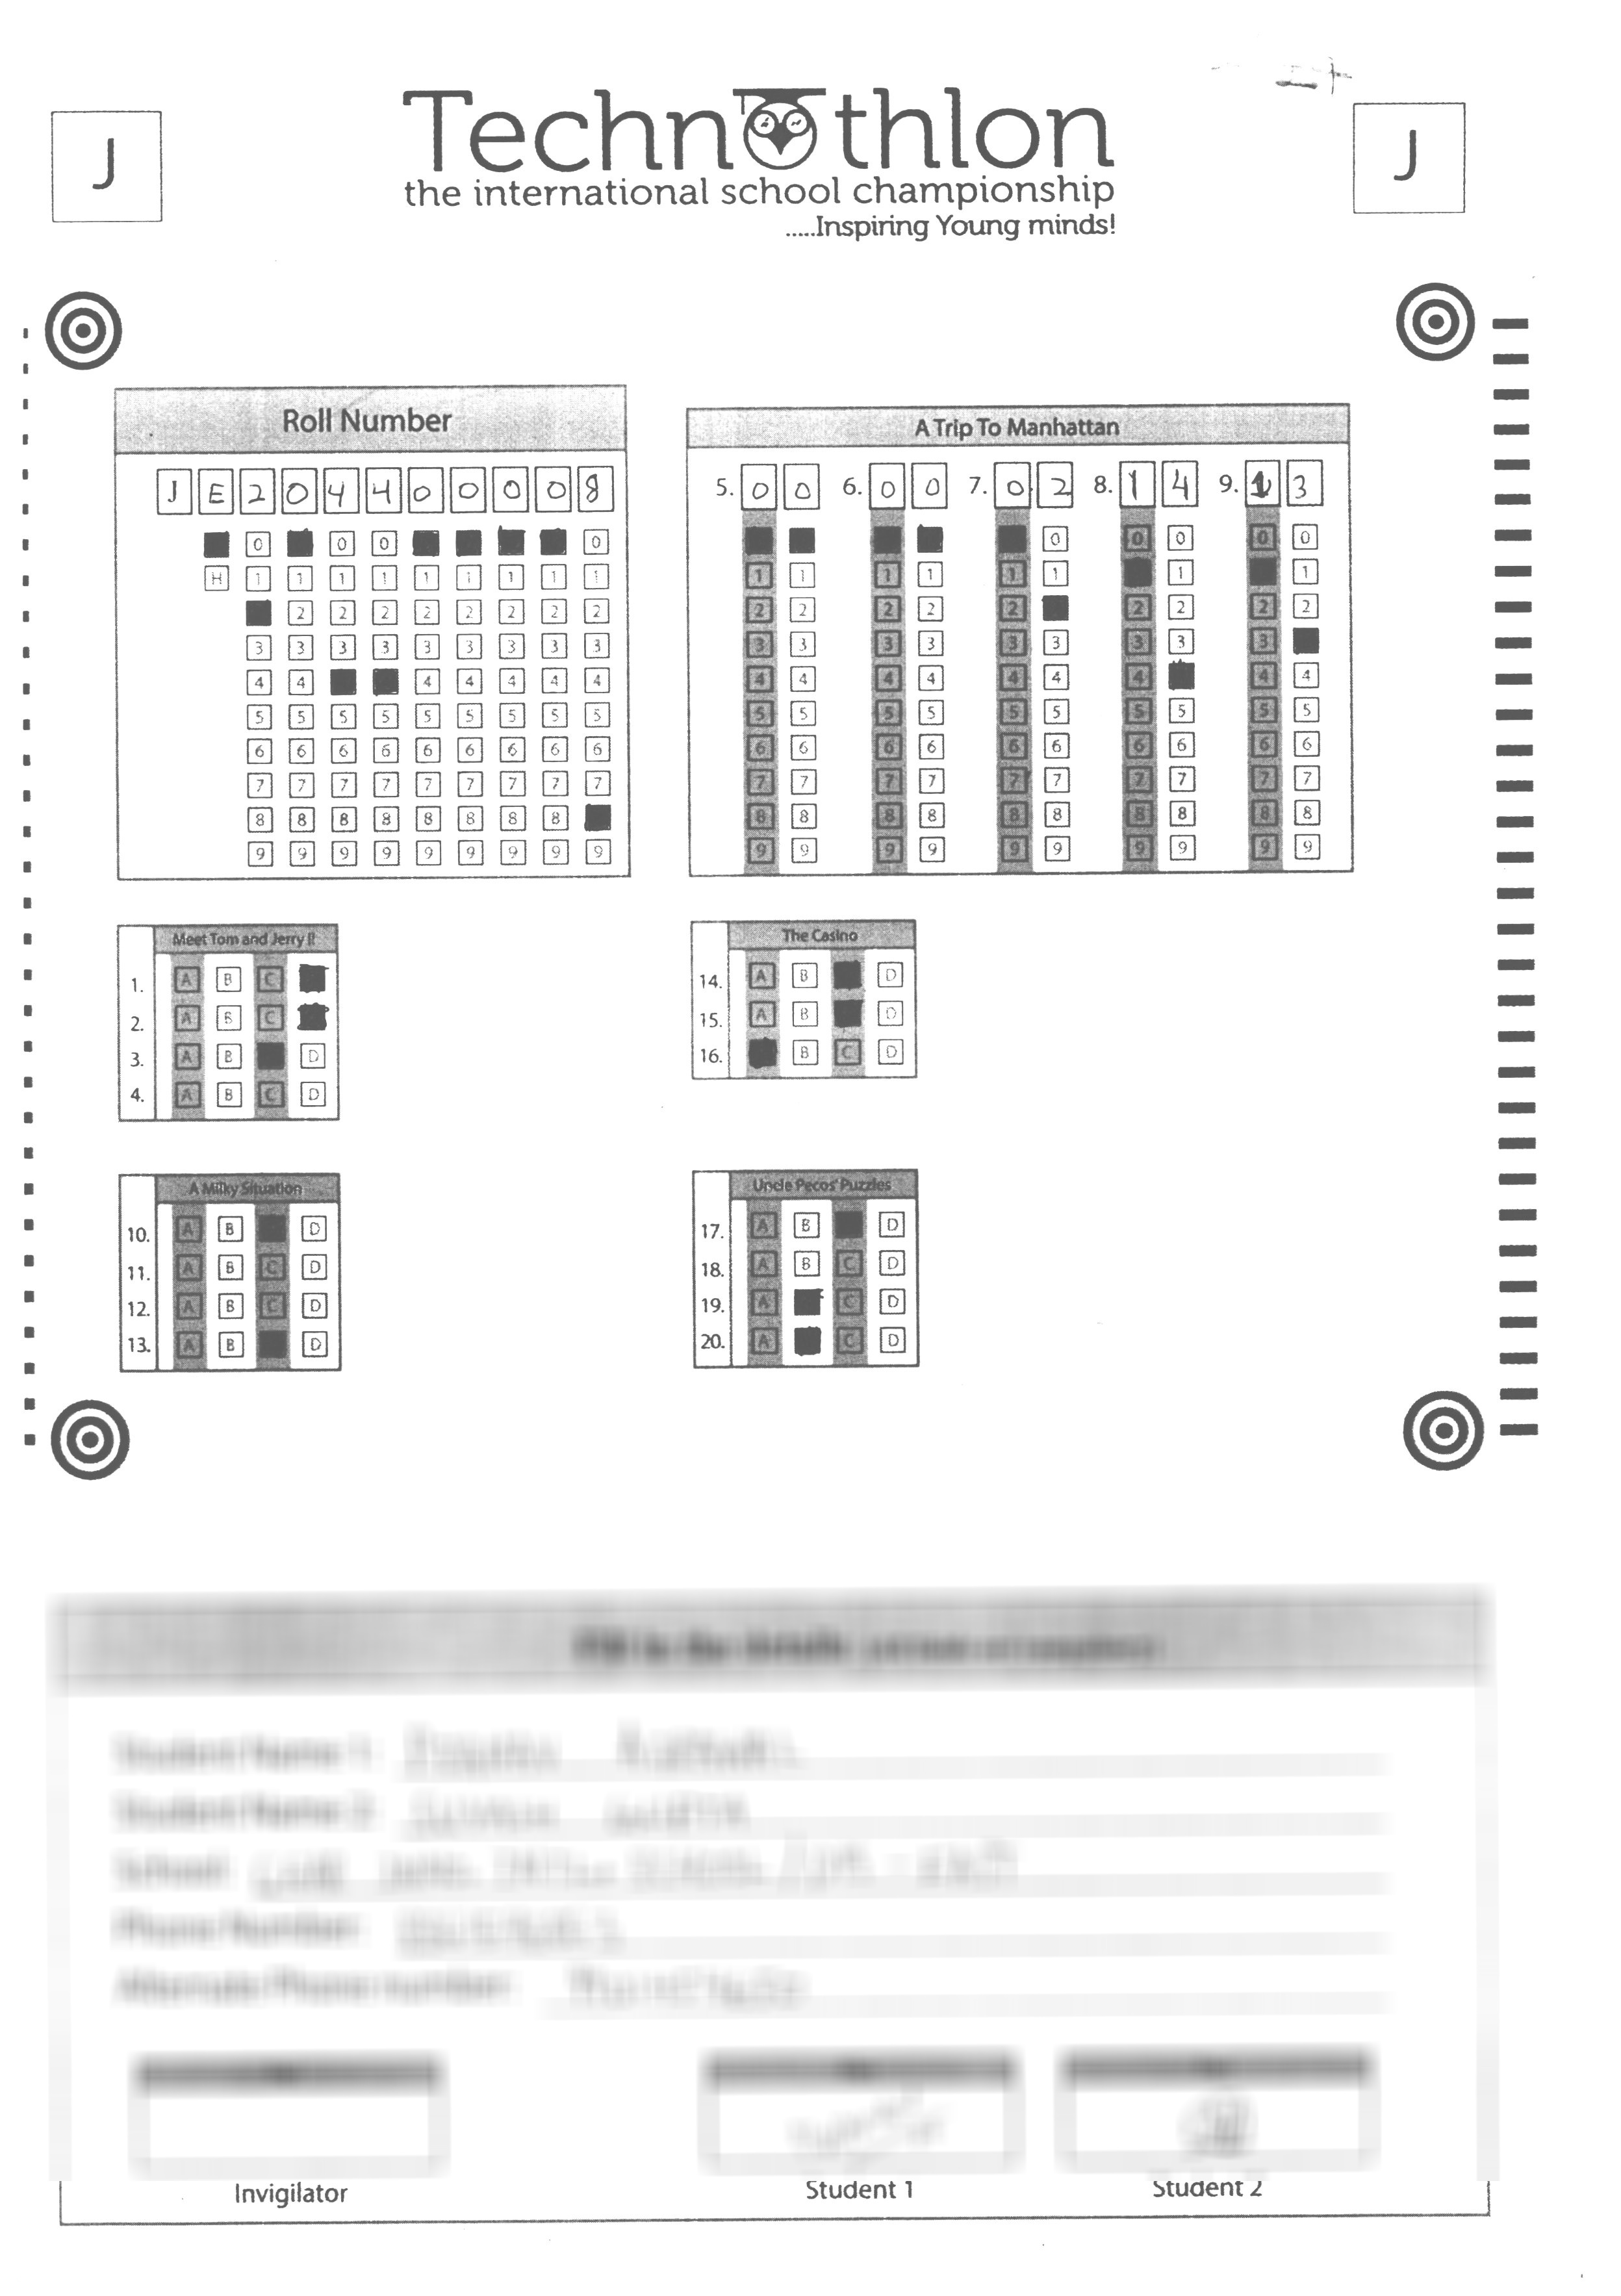 J
Technothlon
J
the international school championship
.....Inspiring Young minds!
Roll Number
J E 2 0 4 4 0 0 0 0 8
0 0 0 0
H 1 1 1 1 1 1 1 1 1
2 2 2 2 2 2 2 2
3 3 3 3 3 3 3 3 3
4 4 4 4 4 4 4
5 5 5 5 5 5 5 5 5
6 6 6 6 6 6 6 6 6
7 7 7 7 7 7 7 7 7
8 8 8 8 8 8 8 8
9 9 9 9 9 9 9 9 9
A Trip To Manhattan
5. 0 0 6. 0 0 7. 0 2 8. 1 4 9. 1 3
0 0 0 0 0
1 1 1 1 1 1 1 1
2 2 2 2 2 2 2 2 2
3 3 3 3 3 3 3 3 3
4 4 4 4 4 4 4 4 4
5 5 5 5 5 5 5 5 5 5
6 6 6 6 6 6 6 6 6 6
7 7 7 7 7 7 7 7 7 7
8 8 8 8 8 8 8 8 8 8
9 9 9 9 9 9 9 9 9 9
Meet Tom and Jerry !!
1. A B C
2. A B C
3. A B D
4. A B C D
The Casino
14. A B D
15. A B D
16. B C D
A Milky Situation
10. A B D
11. A B C D
12. A B C D
13. A B D
Uncle Pecos' Puzzles
17. A B D
18. A B C D
19. A C D
20. A C D
Invigilator
Student 1
Student 2